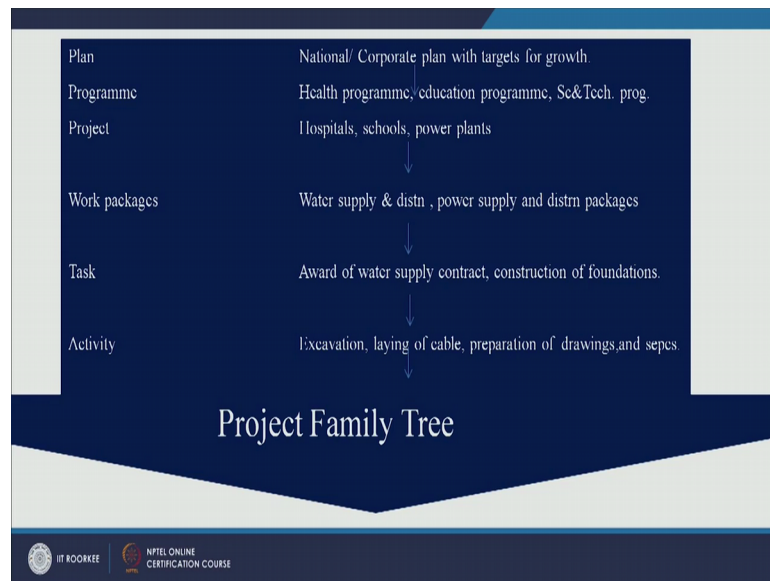 Plan National/ Corporate plan with targets for growth.
Programme Health programme, education programme, Sc&Tech. prog.
Project Hospitals, schools, power plants
Work packages Water supply & distn , power supply and distrn packages
Task Award of water supply contract, construction of foundations.
Activity Excavation, laying of cable, preparation of drawings,and sepcs.
Project Family Tree
IIT ROORKEE
NPTEL ONLINE
CERTIFICATION COURSE